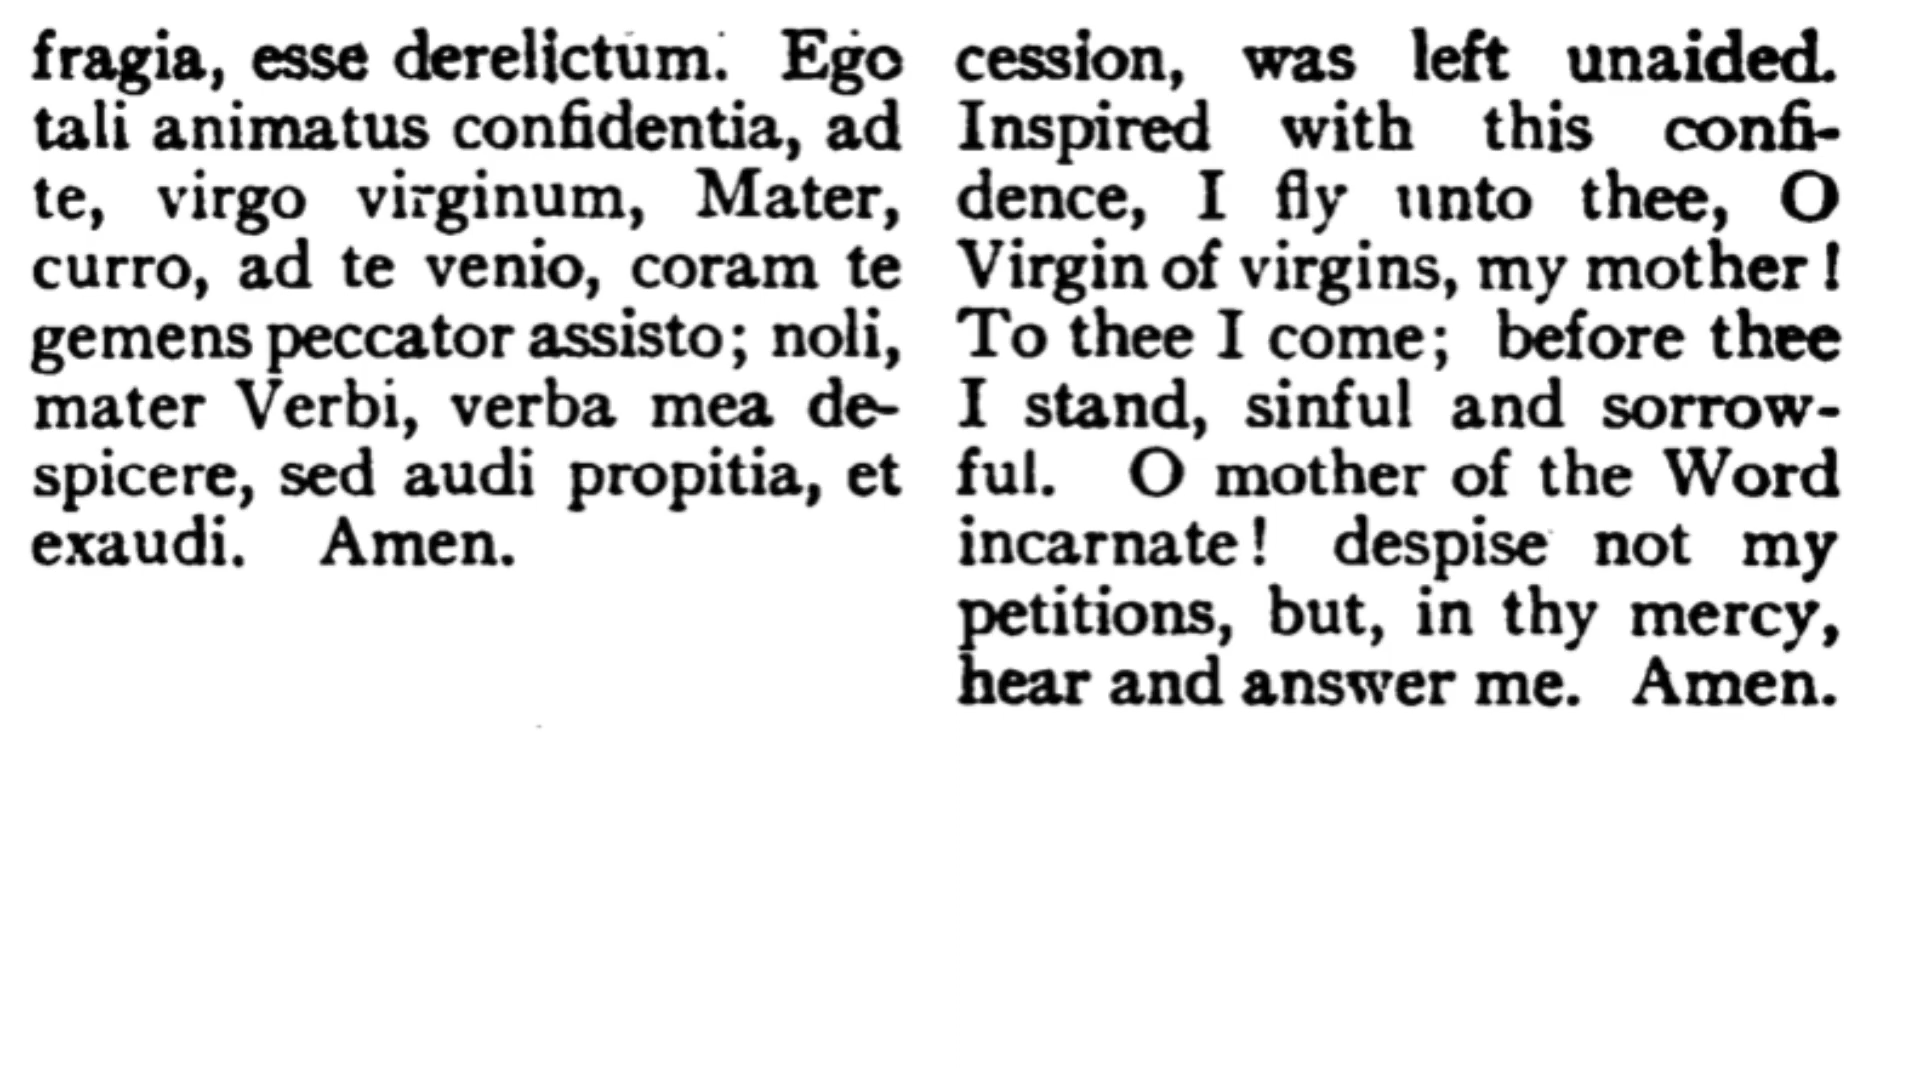 fragia, esse derelictum. Ego
tali animatus confidentia, ad
te, virgo virginum, Mater,
curro, ad te venio, coram te
gemens peccator assisto; noli,
mater Verbi, verba mea de-
spicere, sed audi propitia, et
exaudi. Amen.
cession, was left unaided.
Inspired with this confi-
dence, I fly unto thee, O
Virgin of virgins, my mother!
To thee I come; before thee
I stand, sinful and sorrow-
ful. O mother of the Word
incarnate! despise not my
petitions, but, in thy mercy,
hear and answer me. Amen.